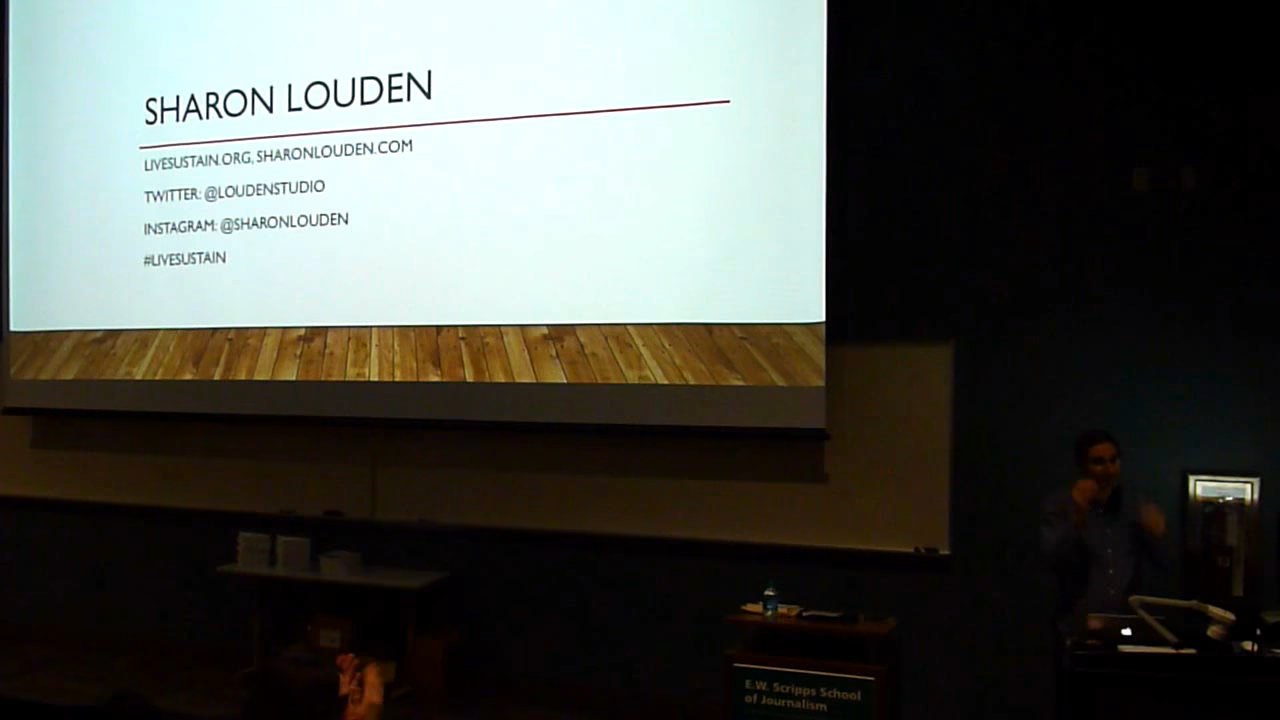 SHARON LOUDEN
LIVESUSTAIN.ORG, SHARONLOUDEN.COM
TWITTER: @LOUDENSTUDIO
INSTAGRAM: @SHARONLOUDEN
#LIVESUSTAIN
E.W. Scripps School
of Journalism